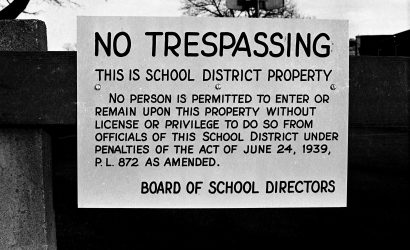 NO TRESPASSING
THIS IS SCHOOL DISTRICT PROPERTY
NO PERSON IS PERMITTED TO ENTER OR
REMAIN UPON THIS PROPERTY WITHOUT
LICENSE OR PRIVILEGE TO DO SO FROM
OFFICIALS OF THIS SCHOOL DISTRICT UNDER
PENALTIES OF THE ACT OF JUNE 24, 1939,
P.L. 872 AS AMENDED.
BOARD OF SCHOOL DIRECTORS